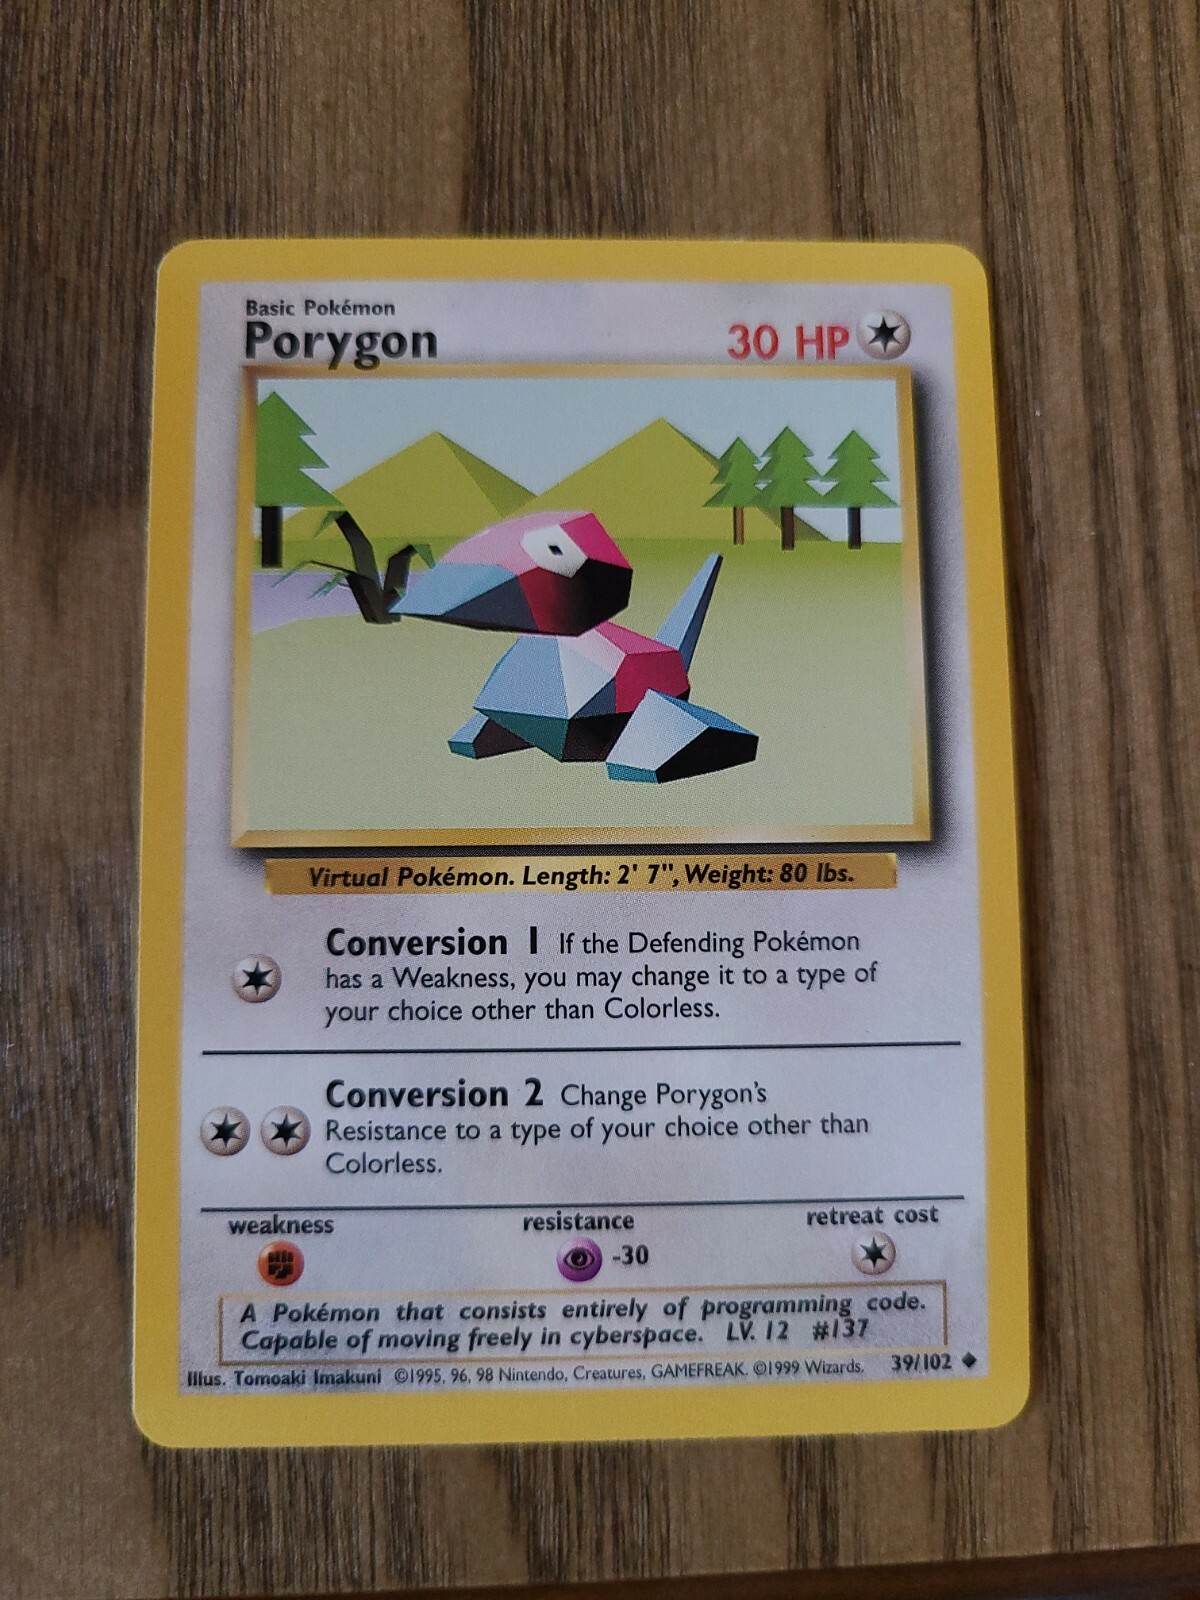 Basic Pokémon
Porygon
30 HP
Virtual Pokémon. Length: 2' 7", Weight: 80 lbs.
Conversion 1 If the Defending Pokémon
has a Weakness, you may change it to a type of
your choice other than Colorless.
Conversion 2 Change Porygon's
Resistance to a type of your choice other than
Colorless.
weakness
resistance
retreat cost
-30
A Pokémon that consists entirely of programming code.
Capable of moving freely in cyberspace. LV. 12 #137
Illus. Tomoaki Imakuni ©1995, 96, 98 Nintendo, Creatures, GAMEFREAK. ©1999 Wizards. 39/102